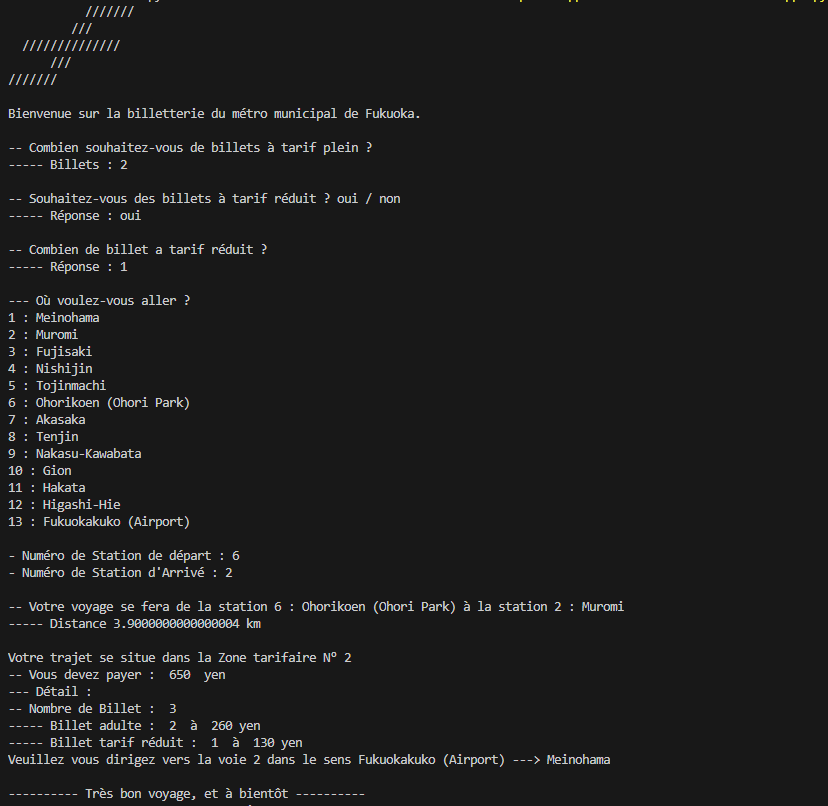 ///////
///
//////////////
///
///////
Bienvenue sur la billetterie du métro municipal de Fukuoka.
-- Combien souhaitez-vous de billets à tarif plein ?
----- Billets : 2
-- Souhaitez-vous des billets à tarif réduit ? oui / non
----- Réponse : oui
-- Combien de billet a tarif réduit ?
----- Réponse : 1
--- Où voulez-vous aller ?
1 : Meinohama
2 : Muromi
3 : Fujisaki
4 : Nishijin
5 : Tojinmachi
6 : Ohorikoen (Ohori Park)
7 : Akasaka
8 : Tenjin
9 : Nakasu-Kawabata
10 : Gion
11 : Hakata
12 : Higashi-Hie
13 : Fukuokakuko (Airport)
- Numéro de Station de départ : 6
- Numéro de Station d'Arrivé : 2
-- Votre voyage se fera de la station 6 : Ohorikoen (Ohori Park) à la station 2 : Muromi
----- Distance 3.9000000000000004 km
Votre trajet se situe dans la Zone tarifaire N° 2
-- Vous devez payer :  650  yen
--- Détail :
-- Nombre de Billet :  3
----- Billet adulte :  2  à  260 yen
----- Billet tarif réduit :  1  à  130 yen
Veuillez vous dirigez vers la voie 2 dans le sens Fukuokakuko (Airport) ---> Meinohama
---------- Très bon voyage, et à bientôt ----------